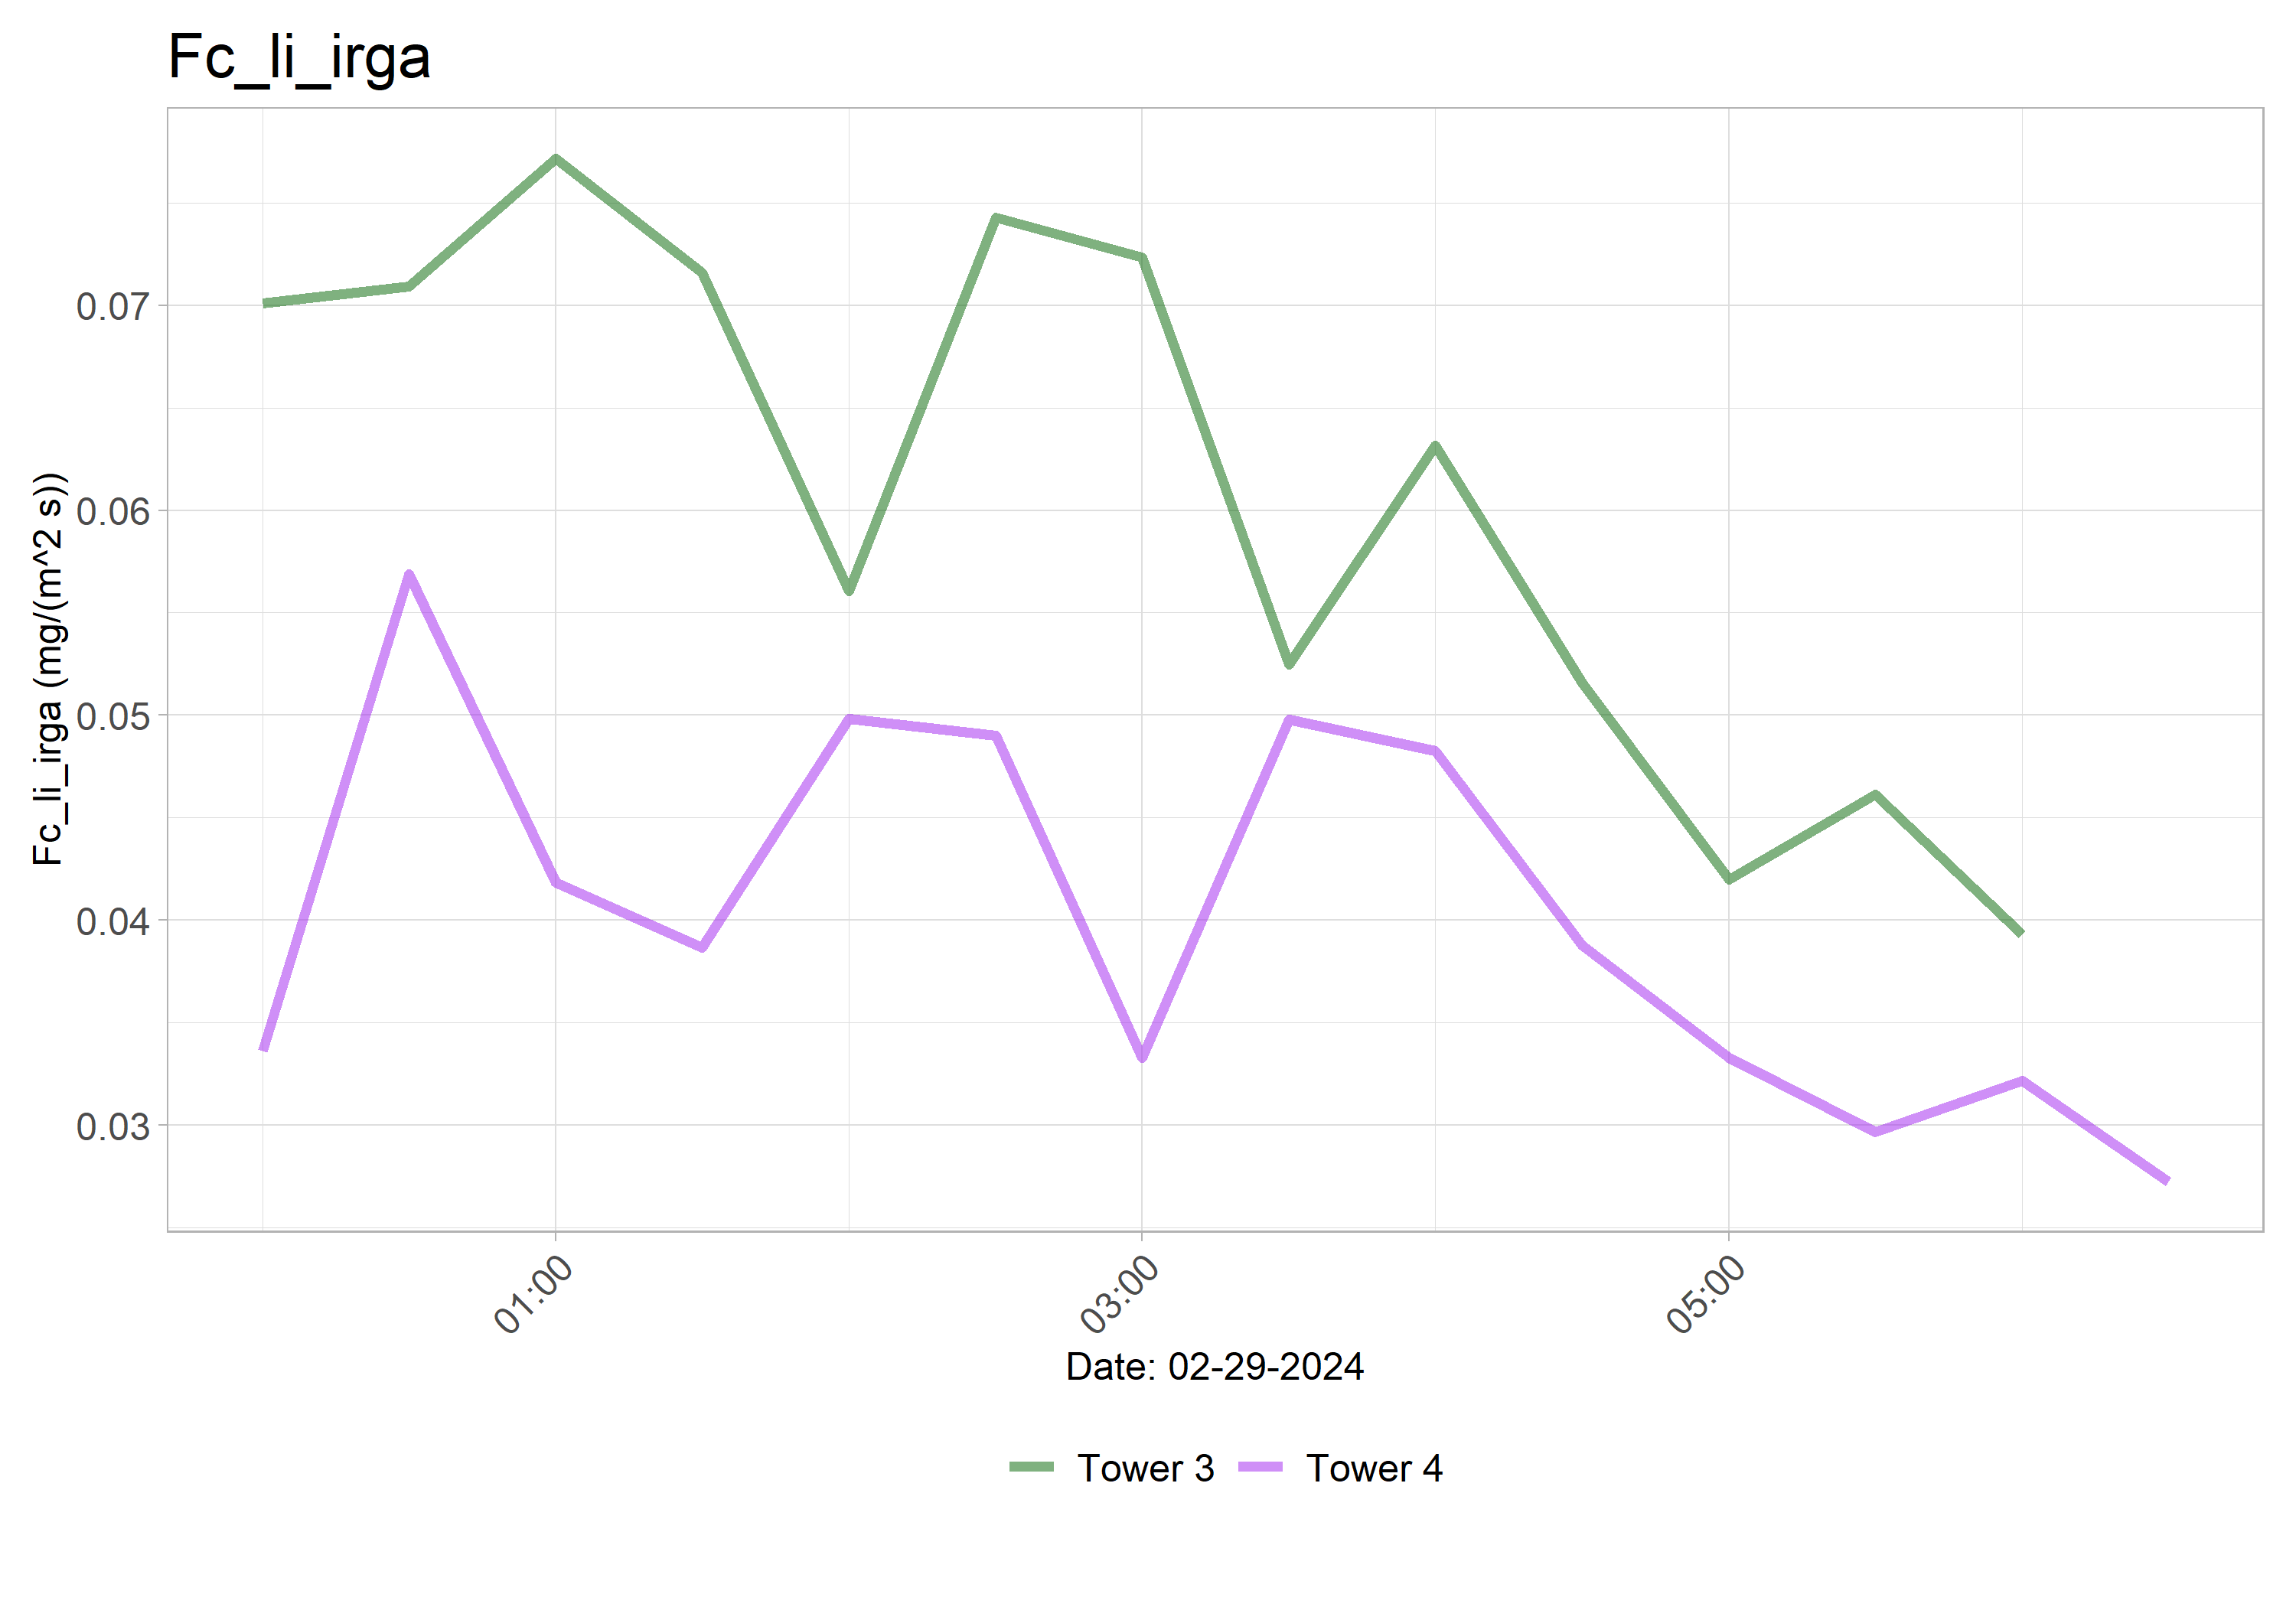 Fc_li_irga
Fc_li_irga (mg/(m^2 s))
0.07
0.06
0.05
0.04
0.03
01:00 03:00 05:00
Date: 02-29-2024
Tower 3 Tower 4